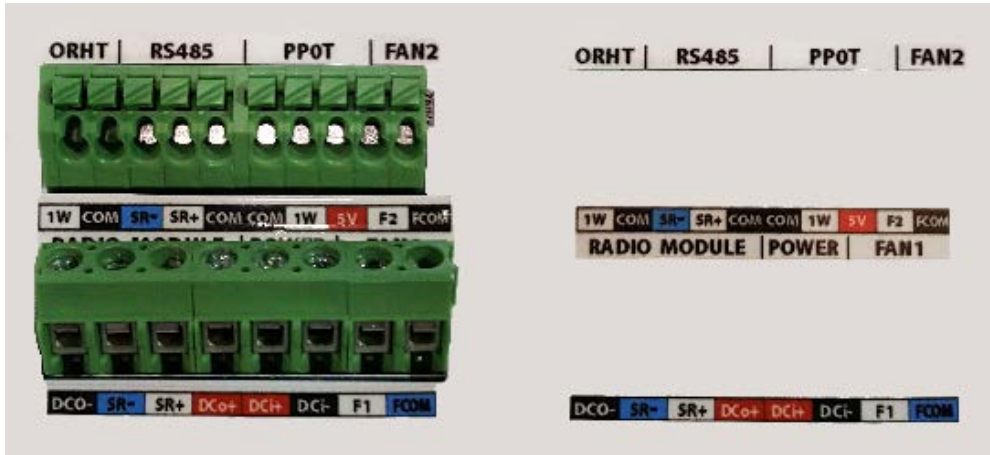 ORHT | RS485 | PP0T | FAN2
1W COM SR- SR+ COM COM 1W 5V F2 FCOM
RADIO MODULE
DCO- SR- SR+ DCo+ DCi+ DCi- F1 FCOM
ORHT | RS485 | PP0T | FAN2
1W COM SR- SR+ COM COM 1W 5V F2 FCOM
RADIO MODULE | POWER | FAN1
DCO- SR- SR+ DCo+ DCi+ DCi- F1 FCOM